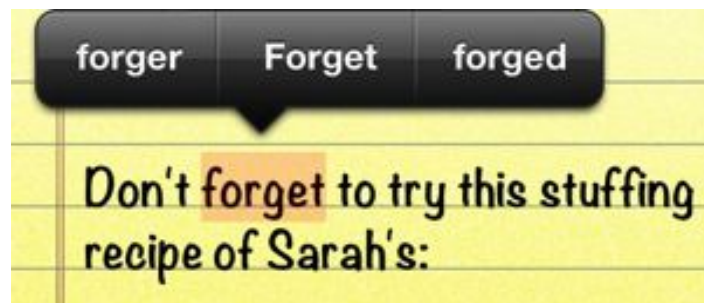 forger Forget forged
Don't forget to try this stuffing
recipe of Sarah's: